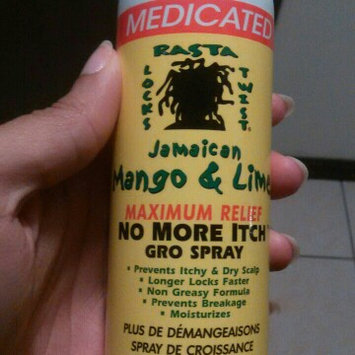 MEDICATED
RASTA
LOCKS TWIST
Jamaican
Mango & Lime
MAXIMUM RELIEF
NO MORE ITCH
GRO SPRAY
• Prevents Itchy & Dry Scalp
• Longer Locks Faster
• Non Greasy Formula
• Prevents Breakage
• Moisturizes
PLUS DE DÉMANGEAISONS
SPRAY DE CROISSANCE